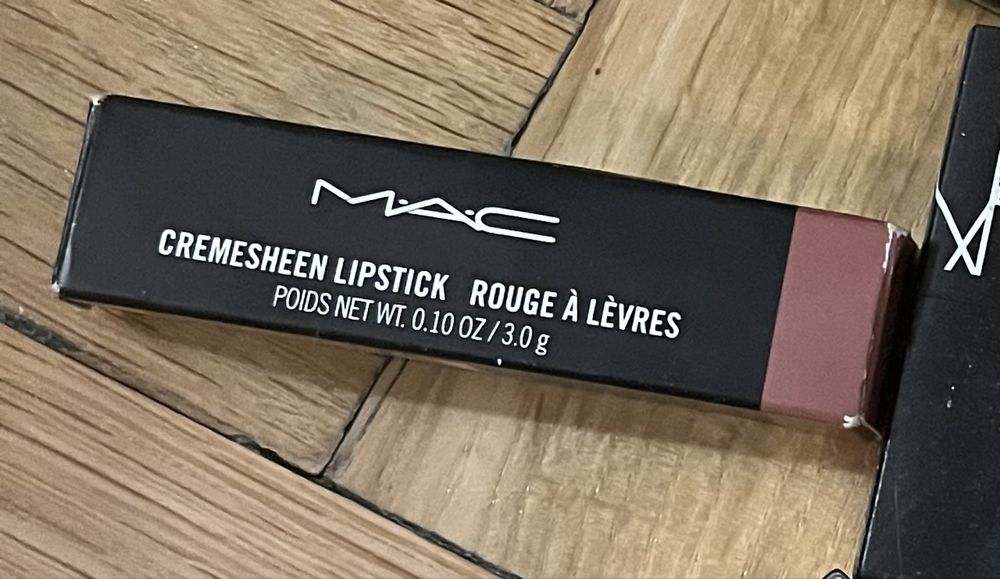 M·A·C
CREMESHEEN LIPSTICK ROUGE À LÈVRES
POIDS NET WT. 0.10 OZ / 3.0 g